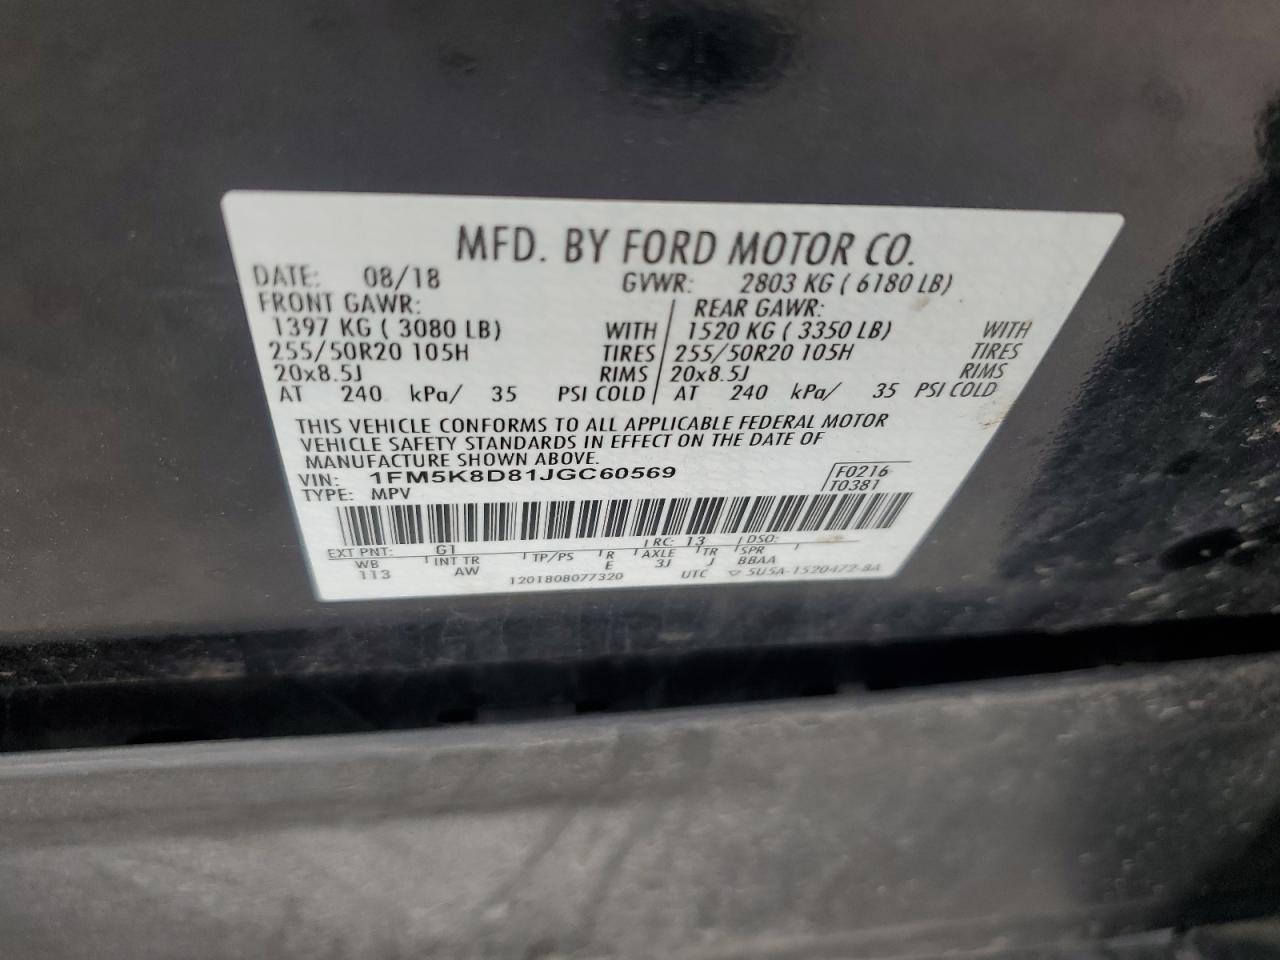 MFD. BY FORD MOTOR CO.
DATE: 08/18 GVWR: 2803 KG ( 6180 LB)
FRONT GAWR: REAR GAWR:
1397 KG ( 3080 LB) WITH 1520 KG ( 3350 LB) WITH
255/50R20 105H TIRES 255/50R20 105H TIRES
20x8.5J RIMS 20x8.5J RIMS
AT 240 kPa/ 35 PSI COLD AT 240 kPa/ 35 PSI COLD
THIS VEHICLE CONFORMS TO ALL APPLICABLE FEDERAL MOTOR
VEHICLE SAFETY STANDARDS IN EFFECT ON THE DATE OF
MANUFACTURE SHOWN ABOVE.
VIN: 1FM5K8D81JGC60569 F0216
TYPE: MPV T0381
EXT PNT: G1 RC: 13 DSO:
WB INT TR TP/PS R AXLE TR SPR
113 AW E 3J J BBAA
1201808077320 UTC ▽ 5U5A-1520472-BA